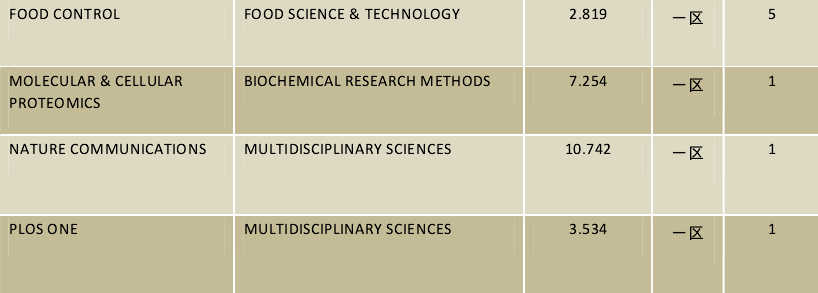 FOOD CONTROL FOOD SCIENCE & TECHNOLOGY 2.819 一区 5
MOLECULAR & CELLULAR BIOCHEMICAL RESEARCH METHODS 7.254 一区 1
PROTEOMICS
NATURE COMMUNICATIONS MULTIDISCIPLINARY SCIENCES 10.742 一区 1
PLOS ONE MULTIDISCIPLINARY SCIENCES 3.534 一区 1